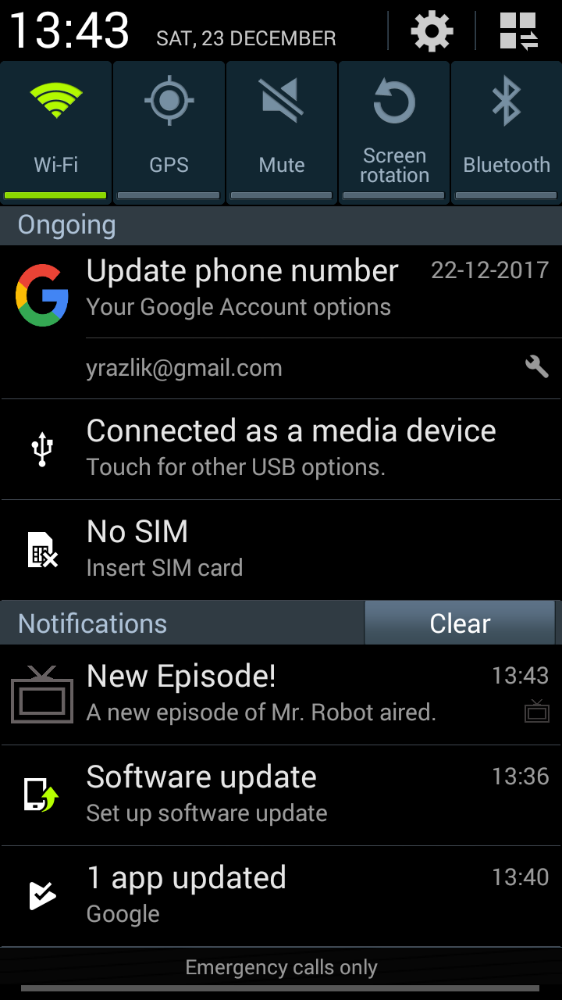 13:43 SAT, 23 DECEMBER
Wi-Fi GPS Mute Screen rotation Bluetooth
Ongoing
Update phone number 22-12-2017
Your Google Account options
yrazlik@gmail.com
Connected as a media device
Touch for other USB options.
No SIM
Insert SIM card
Notifications Clear
New Episode! 13:43
A new episode of Mr. Robot aired.
Software update 13:36
Set up software update
1 app updated 13:40
Google
Emergency calls only